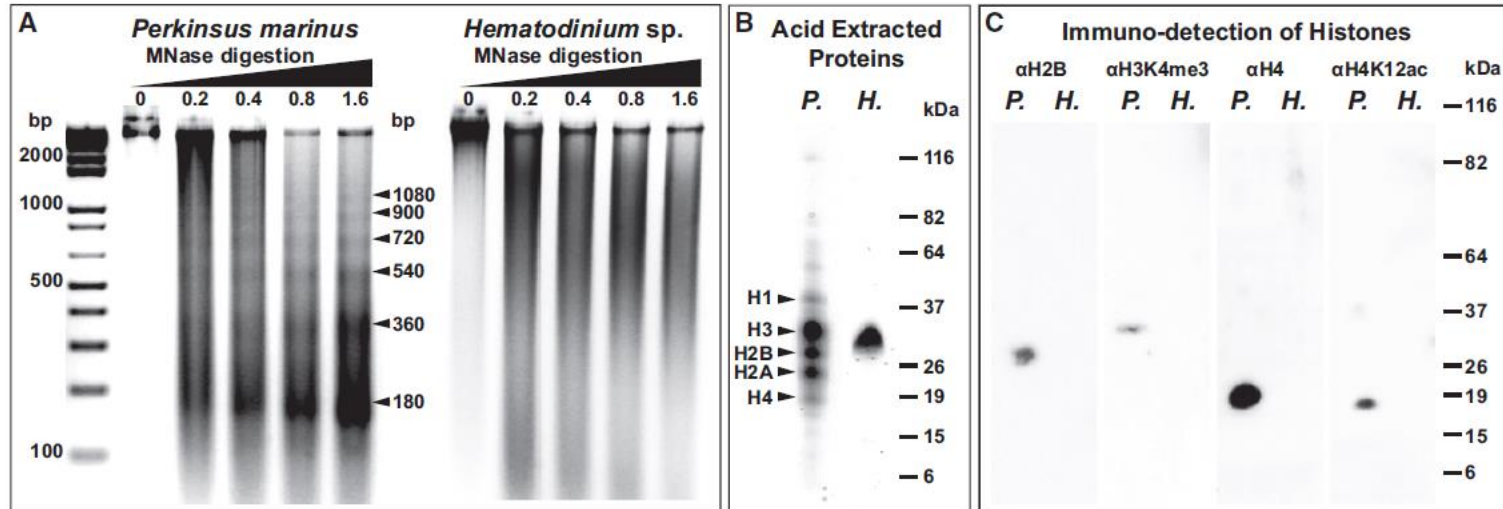 A
Perkinsus marinus
MNase digestion
0 0.2 0.4 0.8 1.6
bp
2000
1000
500
100
bp
1080
900
720
540
360
180
Hematodinium sp.
MNase digestion
0 0.2 0.4 0.8 1.6
B
Acid Extracted
Proteins
P. H.
kDa
116
82
64
37
26
19
15
6
H1
H3
H2B
H2A
H4
C
Immuno-detection of Histones
αH2B αH3K4me3 αH4 αH4K12ac
P. H. P. H. P. H. P. H.
kDa
116
82
64
37
26
19
15
6